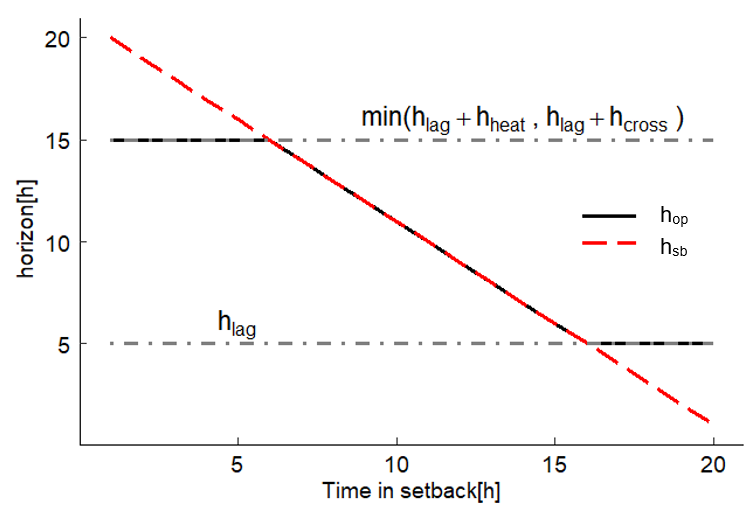 20
min(hlag + hheat , hlag + hcross )
15
horizon[h]
hop
hsb
10
hlag
5
5 10 15 20
Time in setback[h]